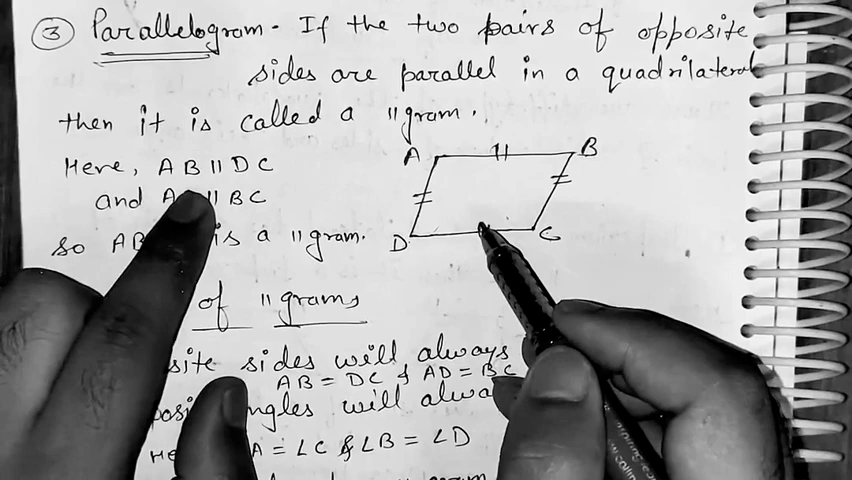 ③ Parallelogram - If the two pairs of opposite
sides are parallel in a quadrilateral
then it is called a ||gram.
Here, AB || DC
and A || BC
so AB is a ||gram.
A B
D C
of ||grams
site sides will always
AB = DC & AD = BC
angles will alwa
A = ∠C & ∠B = ∠D